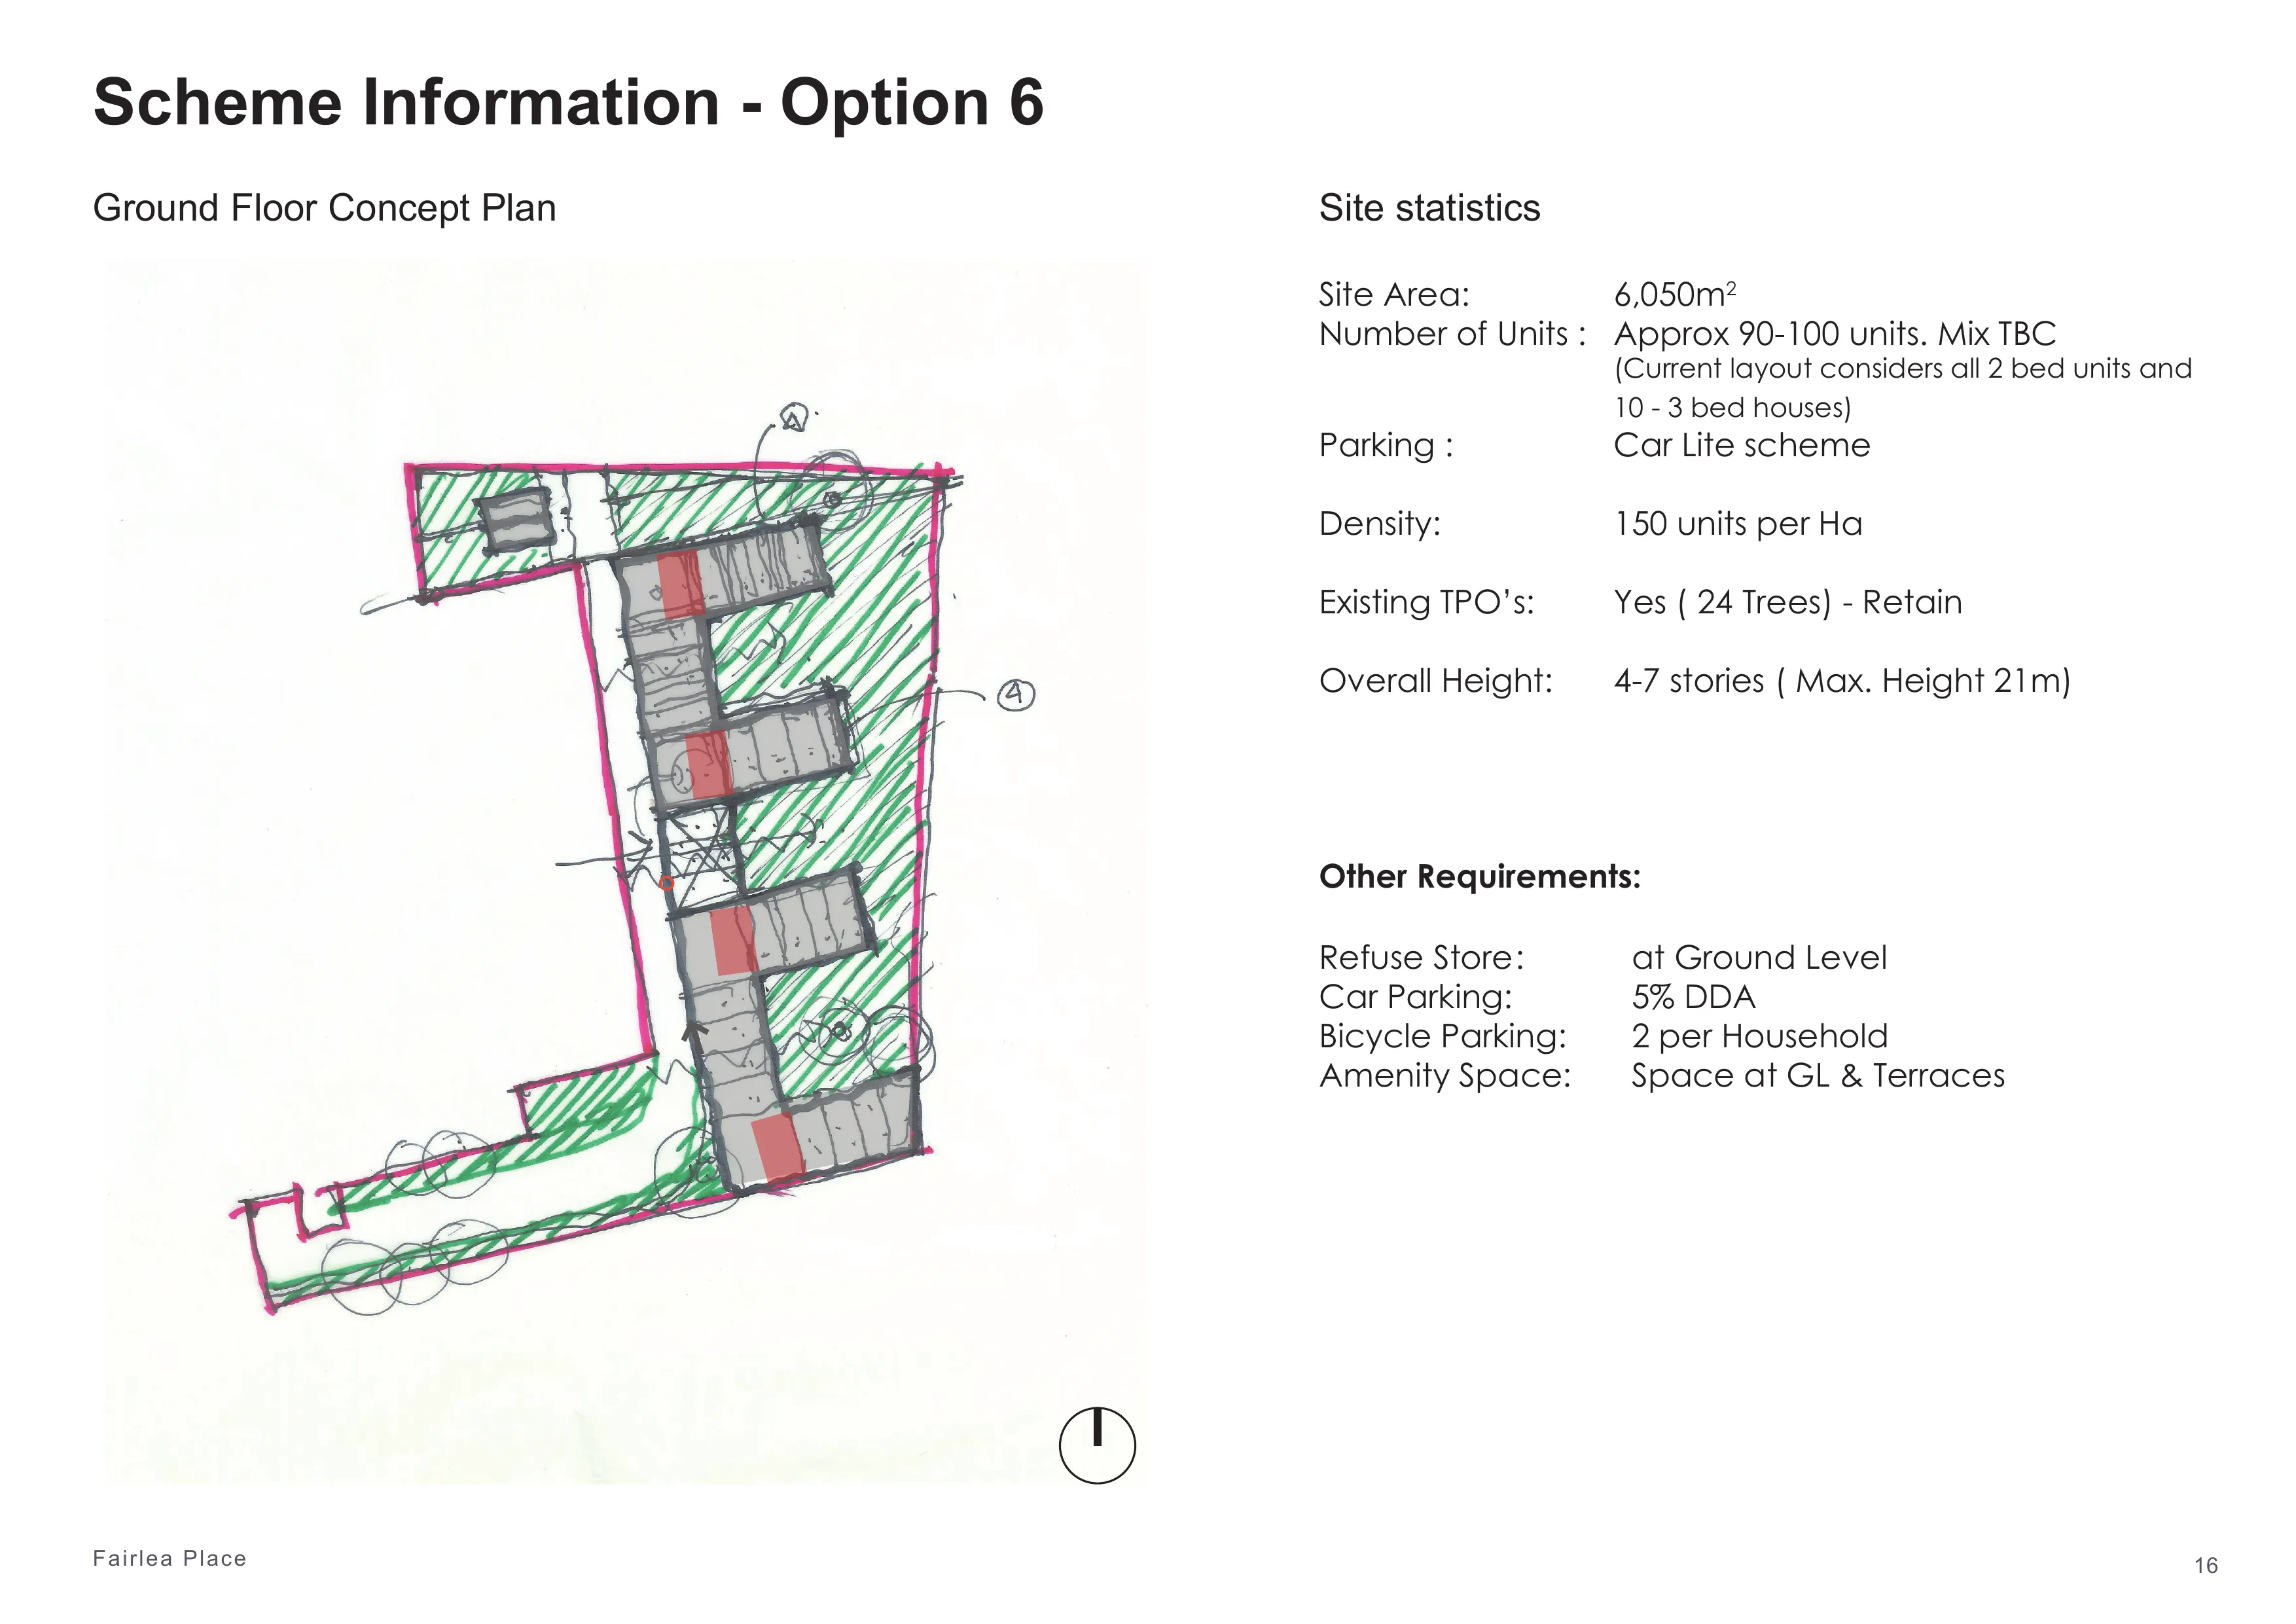 Scheme Information - Option 6
Ground Floor Concept Plan
4
Site statistics
Site Area: 6,050m²
Number of Units : Approx 90-100 units. Mix TBC
(Current layout considers all 2 bed units and
10 - 3 bed houses)
Parking : Car Lite scheme
Density: 150 units per Ha
Existing TPO's: Yes ( 24 Trees) - Retain
Overall Height: 4-7 stories ( Max. Height 21m)
Other Requirements:
Refuse Store: at Ground Level
Car Parking: 5% DDA
Bicycle Parking: 2 per Household
Amenity Space: Space at GL & Terraces
Fairlea Place
16